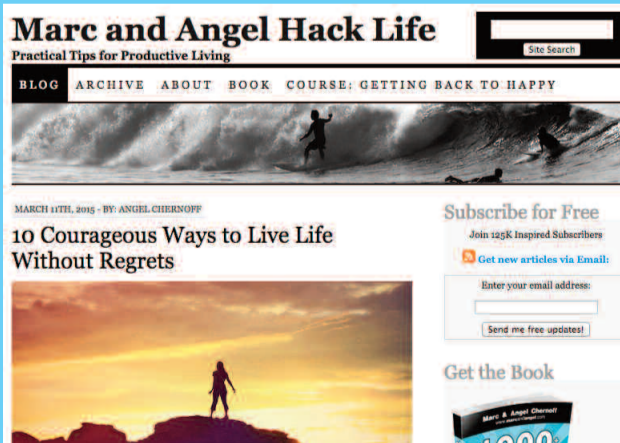 Marc and Angel Hack Life
Practical Tips for Productive Living
Site Search
BLOG ARCHIVE ABOUT BOOK COURSE: GETTING BACK TO HAPPY
MARCH 11TH, 2015 - BY: ANGEL CHERNOFF
10 Courageous Ways to Live Life
Without Regrets
Subscribe for Free
Join 125K Inspired Subscribers
Get new articles via Email:
Enter your email address:
Send me free updates!
Get the Book
Marc & Angel Chernoff